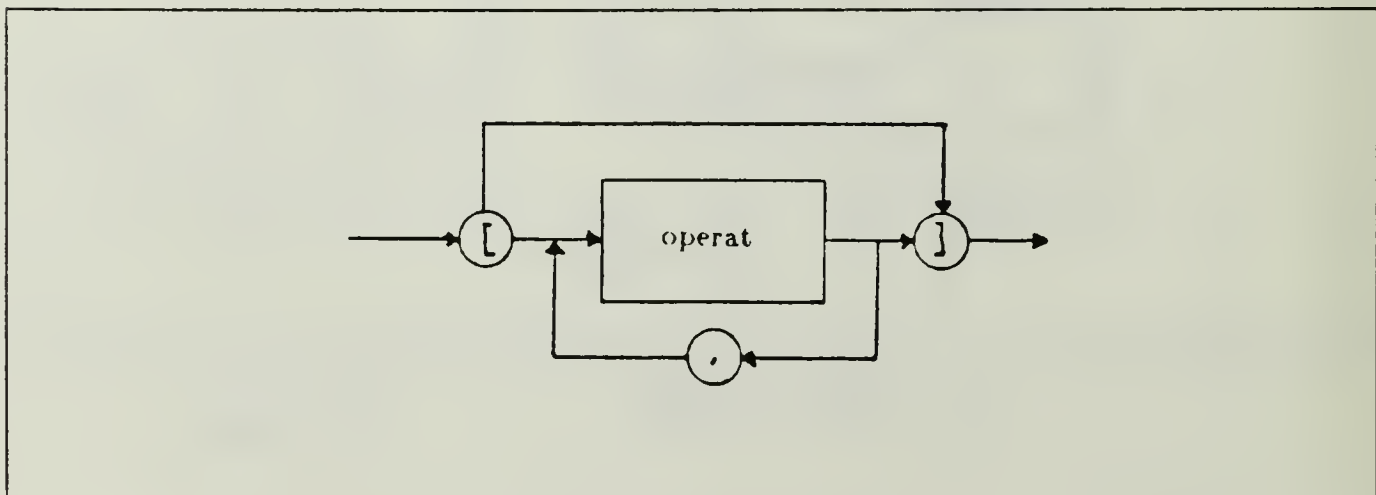 [ operat ]
,